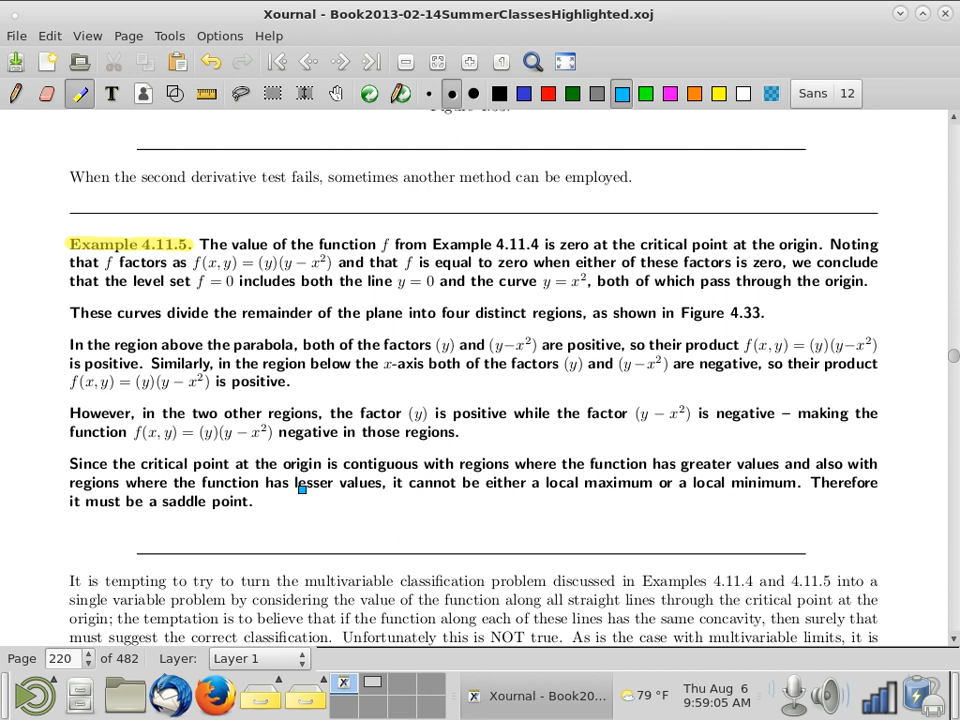 Xournal - Book2013-02-14SummerClassesHighlighted.xoj
File Edit View Page Tools Options Help
Sans 12
When the second derivative test fails, sometimes another method can be employed.
Example 4.11.5. The value of the function f from Example 4.11.4 is zero at the critical point at the origin. Noting
that f factors as f(x, y) = (y)(y − x²) and that f is equal to zero when either of these factors is zero, we conclude
that the level set f = 0 includes both the line y = 0 and the curve y = x², both of which pass through the origin.
These curves divide the remainder of the plane into four distinct regions, as shown in Figure 4.33.
In the region above the parabola, both of the factors (y) and (y−x²) are positive, so their product f(x, y) = (y)(y−x²)
is positive. Similarly, in the region below the x-axis both of the factors (y) and (y−x²) are negative, so their product
f(x, y) = (y)(y − x²) is positive.
However, in the two other regions, the factor (y) is positive while the factor (y − x²) is negative – making the
function f(x, y) = (y)(y − x²) negative in those regions.
Since the critical point at the origin is contiguous with regions where the function has greater values and also with
regions where the function has lesser values, it cannot be either a local maximum or a local minimum. Therefore
it must be a saddle point.
It is tempting to try to turn the multivariable classification problem discussed in Examples 4.11.4 and 4.11.5 into a
single variable problem by considering the value of the function along all straight lines through the critical point at the
origin; the temptation is to believe that if the function along each of these lines has the same concavity, then surely that
must suggest the correct classification. Unfortunately this is NOT true. As is the case with multivariable limits, it is
Page 220 of 482 Layer: Layer 1
Xournal - Book20... 79 °F Thu Aug 6
9:59:05 AM